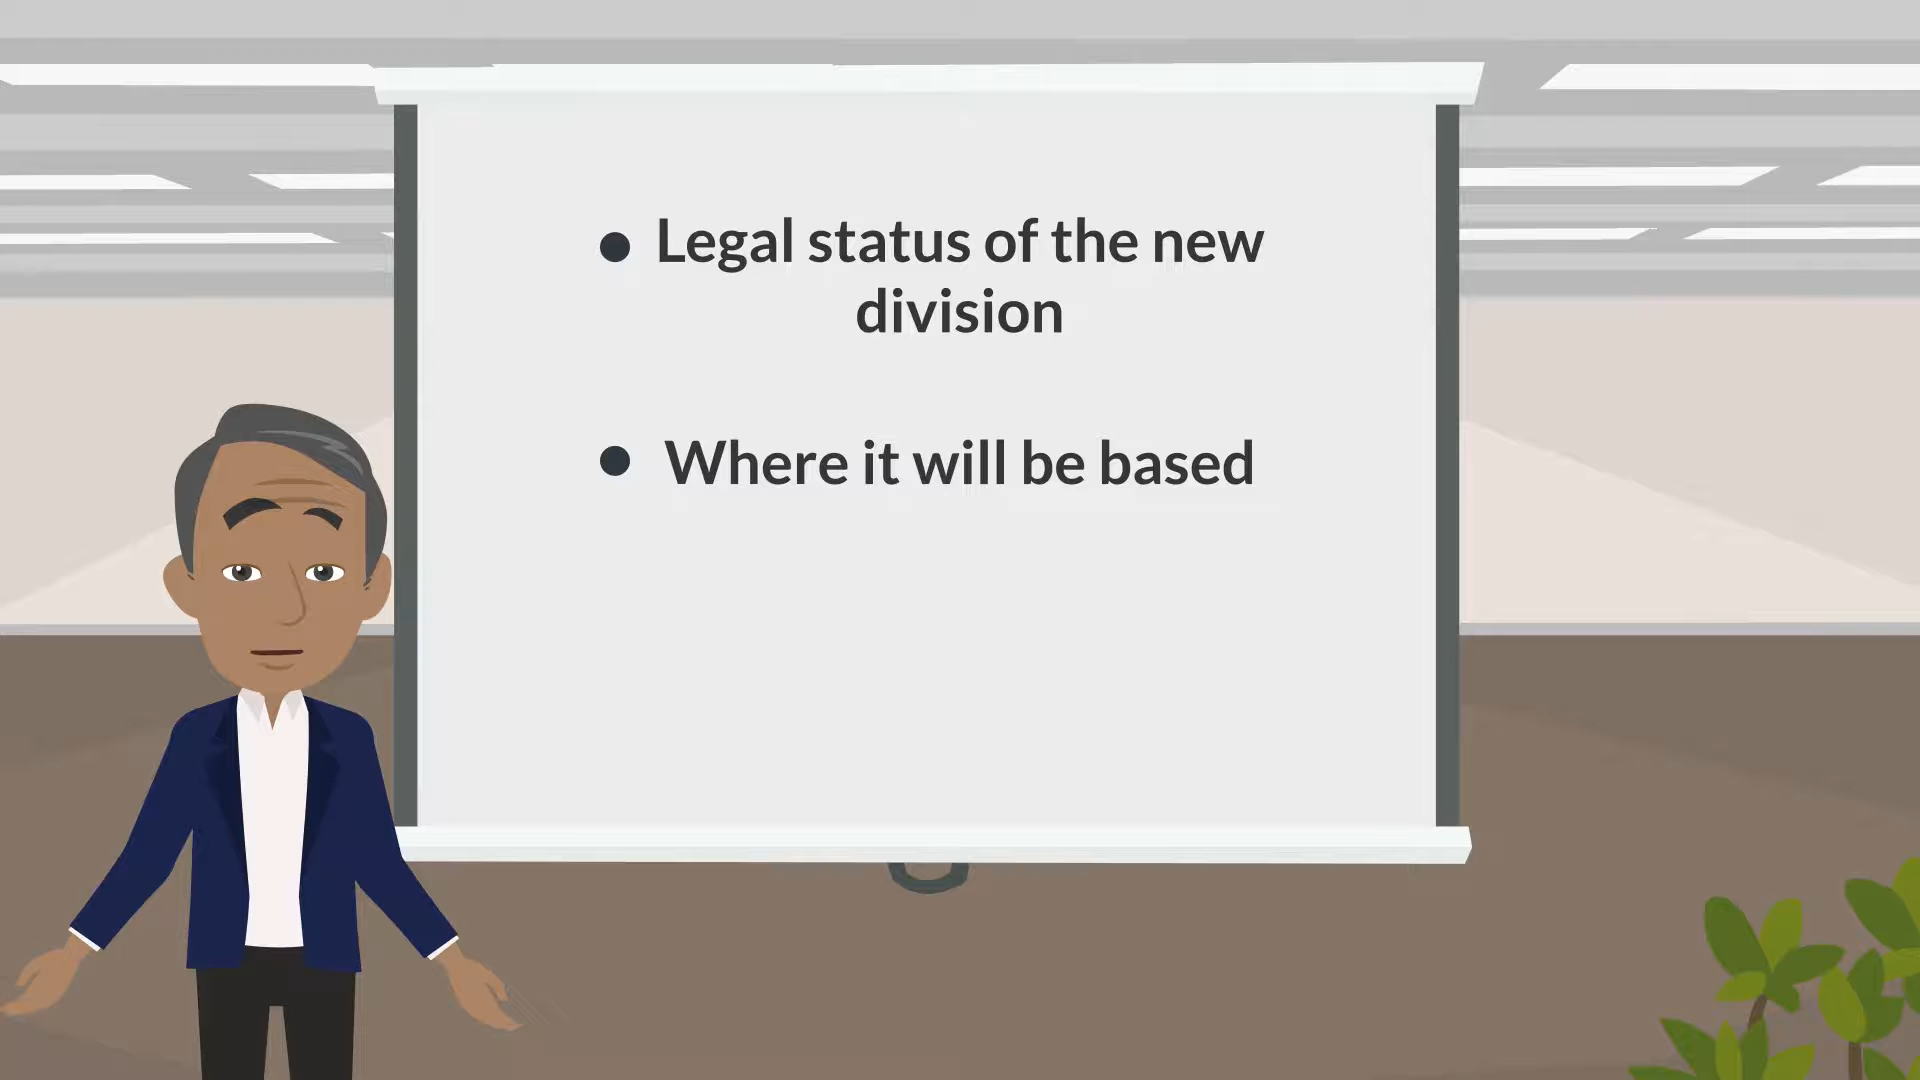 Legal status of the new
division
Where it will be based